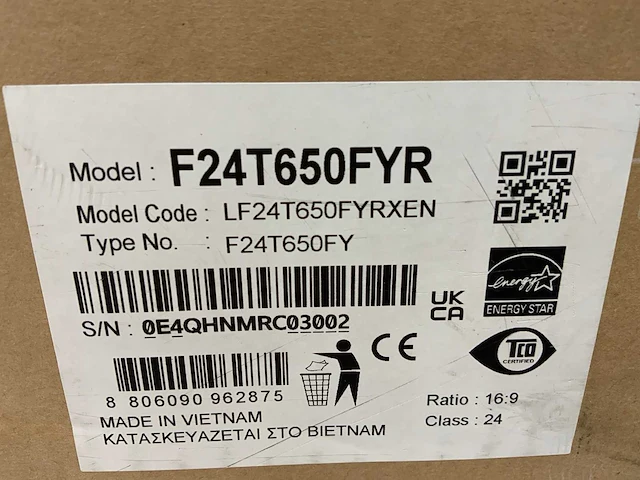 Model : F24T650FYR
Model Code : LF24T650FYRXEN
Type No. : F24T650FY
S/N : 0E4QHNMRC03002
UK
CA
energy
ENERGY STAR
CE
TCO
CERTIFIED
8 806090 962875
Ratio : 16:9
Class : 24
MADE IN VIETNAM
ΚΑΤΑΣΚΕΥΑΖΕΤΑΙ ΣΤΟ ΒΙΕΤΝΑΜ